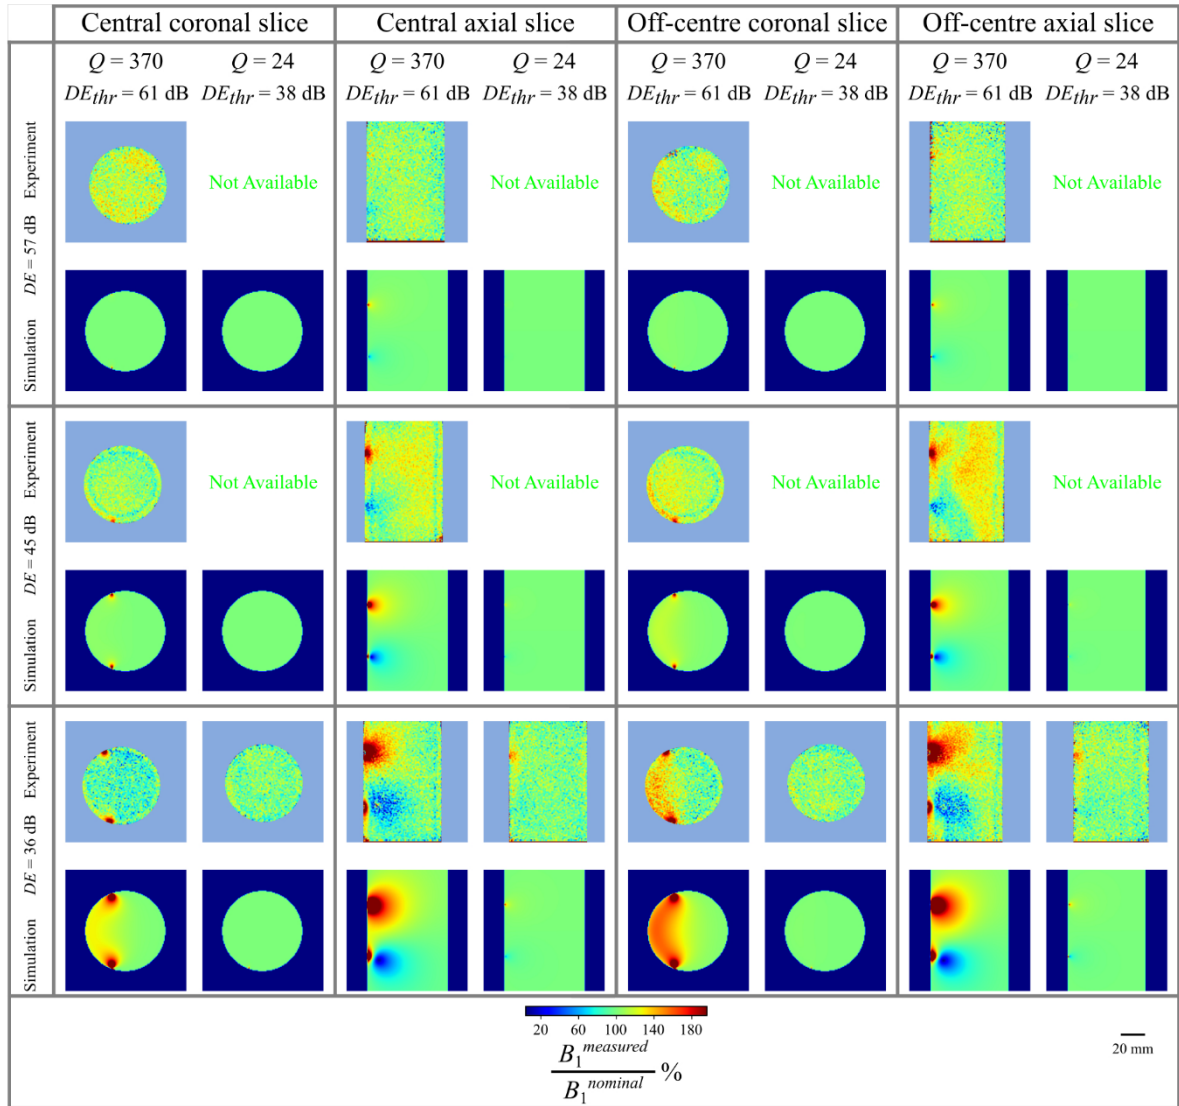 Central coronal slice
Central axial slice
Off-centre coronal slice
Off-centre axial slice
Q = 370
Q = 24
Q = 370
Q = 24
Q = 370
Q = 24
Q = 370
Q = 24
DEthr = 61 dB
DEthr = 38 dB
DEthr = 61 dB
DEthr = 38 dB
DEthr = 61 dB
DEthr = 38 dB
DEthr = 61 dB
DEthr = 38 dB
DE = 57 dB
Experiment
Not Available
Not Available
Not Available
Not Available
Simulation
DE = 45 dB
Experiment
Not Available
Not Available
Not Available
Not Available
Simulation
DE = 36 dB
Experiment
Simulation
20 60 100 140 180
B1measured
B1nominal
%
20 mm